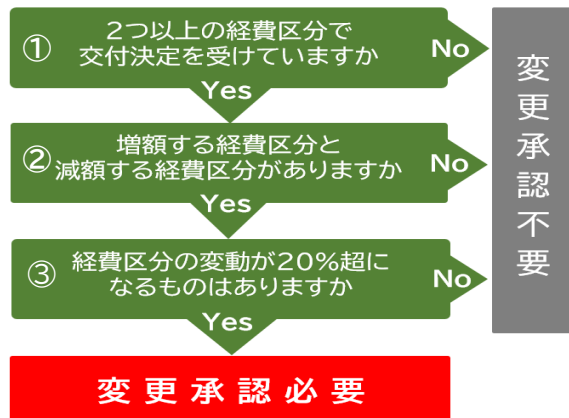 ① 2つ以上の経費区分で
交付決定を受けていますか
No
Yes
② 増額する経費区分と
減額する経費区分がありますか
No
Yes
③ 経費区分の変動が20%超に
なるものはありますか
No
Yes
変更承認必要
変更承認不要